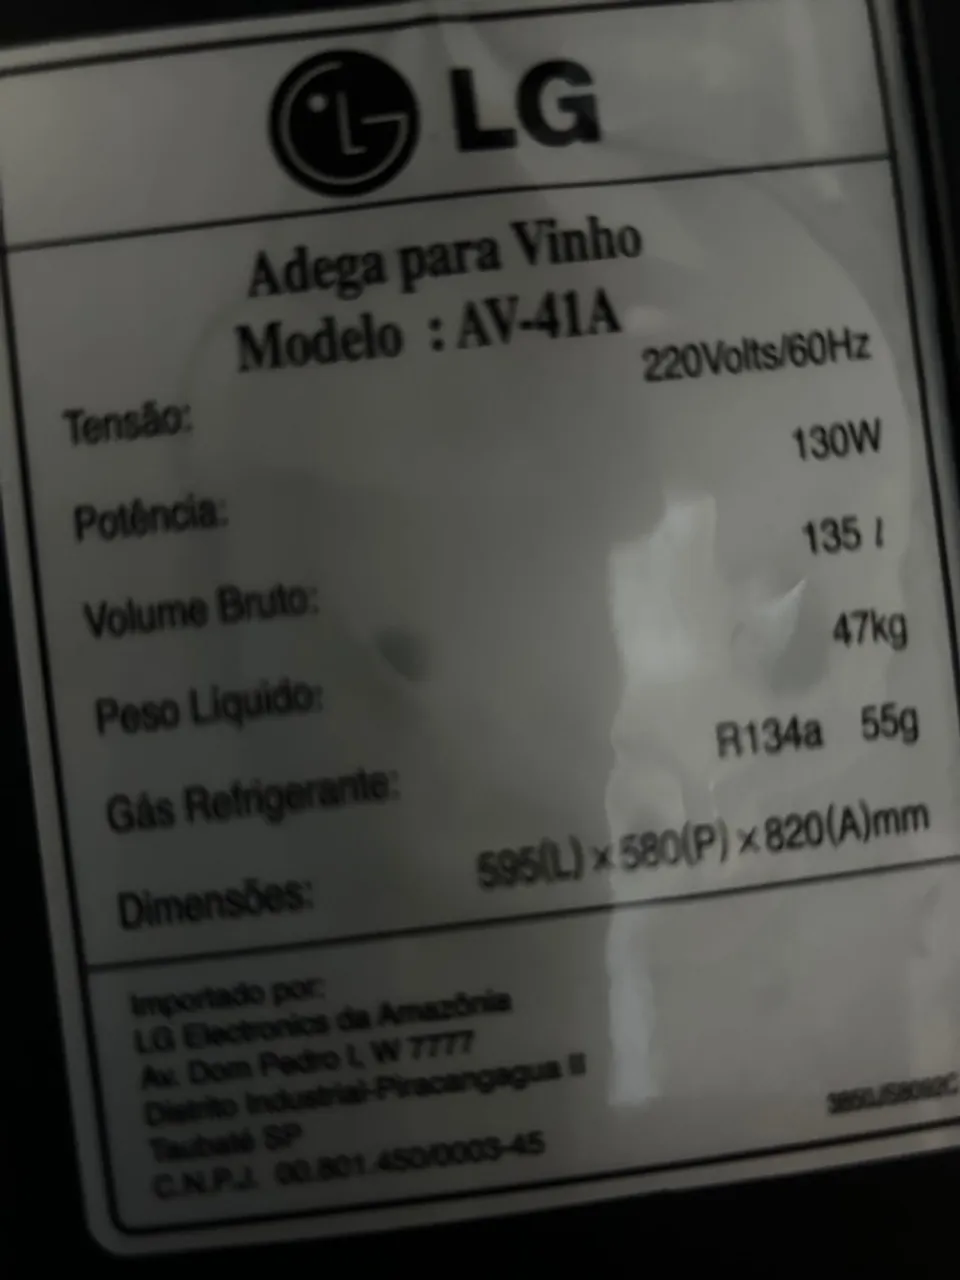 LG
Adega para Vinho
Modelo : AV-41A
Tensão: 220Volts/60Hz
Potência: 130W
Volume Bruto: 135 l
Peso Líquido: 47kg
Gás Refrigerante: R134a 55g
Dimensões: 595(L) x 580(P) x 820(A)mm
Importado por:
LG Electronics da Amazônia
Av. Dom Pedro I, W 7777
Distrito Industrial-Piracangagua II
Taubaté SP
C.N.P.J. 00.801.450/0003-45